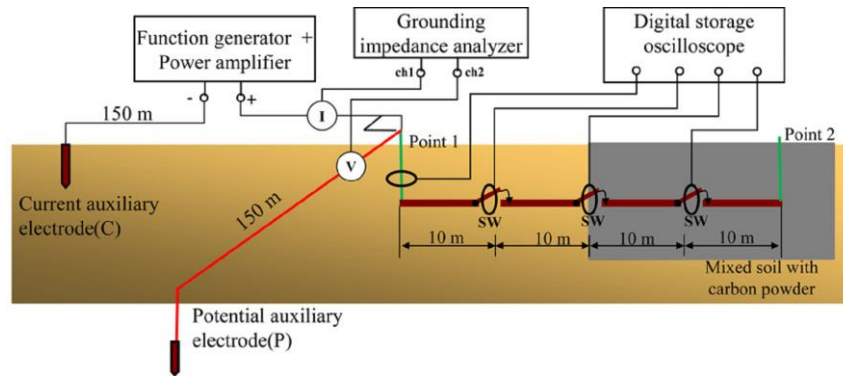 Function generator +
Power amplifier
- +
Grounding
impedance analyzer
ch1 ch2
Digital storage
oscilloscope
150 m
I
Point 1
Point 2
V
150 m
Current auxiliary
electrode(C)
SW SW SW
10 m 10 m 10 m 10 m
Mixed soil with
carbon powder
Potential auxiliary
electrode(P)